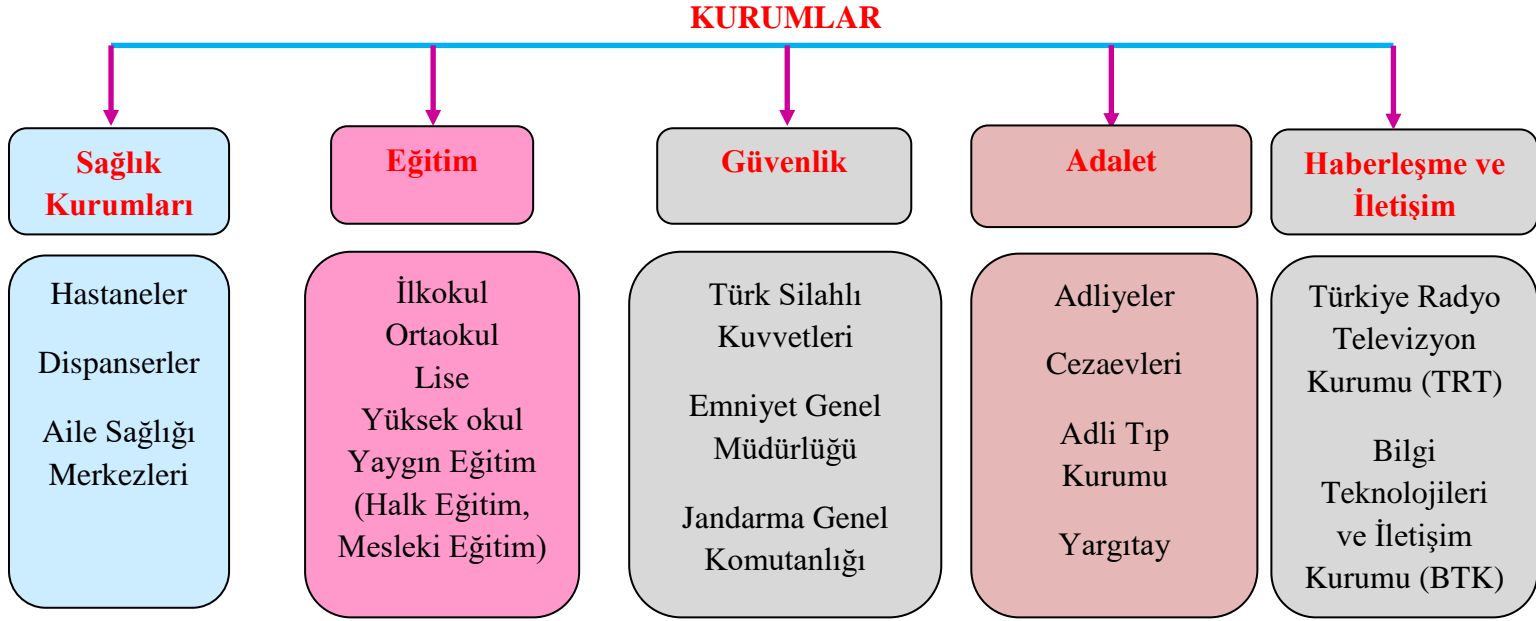 KURUMLAR
Sağlık
Kurumları
Hastaneler
Dispanserler
Aile Sağlığı
Merkezleri
Eğitim
İlkokul
Ortaokul
Lise
Yüksek okul
Yaygın Eğitim
(Halk Eğitim,
Mesleki Eğitim)
Güvenlik
Türk Silahlı
Kuvvetleri
Emniyet Genel
Müdürlüğü
Jandarma Genel
Komutanlığı
Adalet
Adliyeler
Cezaevleri
Adli Tıp
Kurumu
Yargıtay
Haberleşme ve
İletişim
Türkiye Radyo
Televizyon
Kurumu (TRT)
Bilgi
Teknolojileri
ve İletişim
Kurumu (BTK)